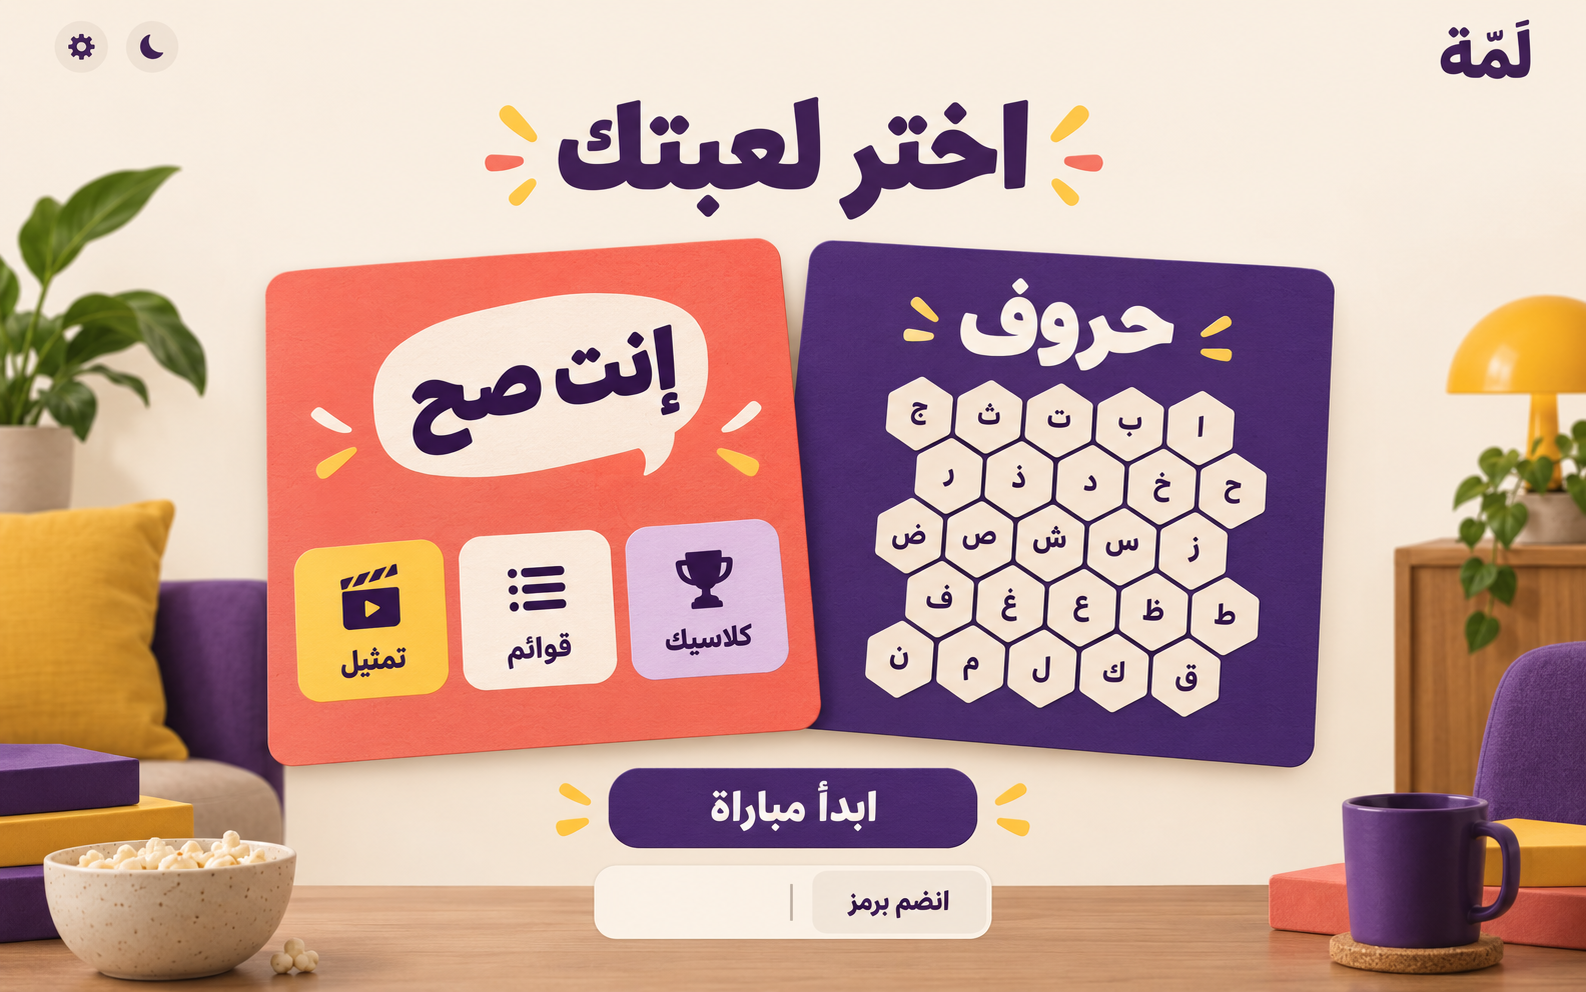 لَمّة
اختر لعبتك
حروف
ا ب ت ث ج
ح خ د ذ ر
ز س ش ص ض
ط ظ ع غ ف
ق ك ل م ن
إنت صح
كلاسيك
قوائم
تمثيل
ابدأ مباراة
انضم برمز